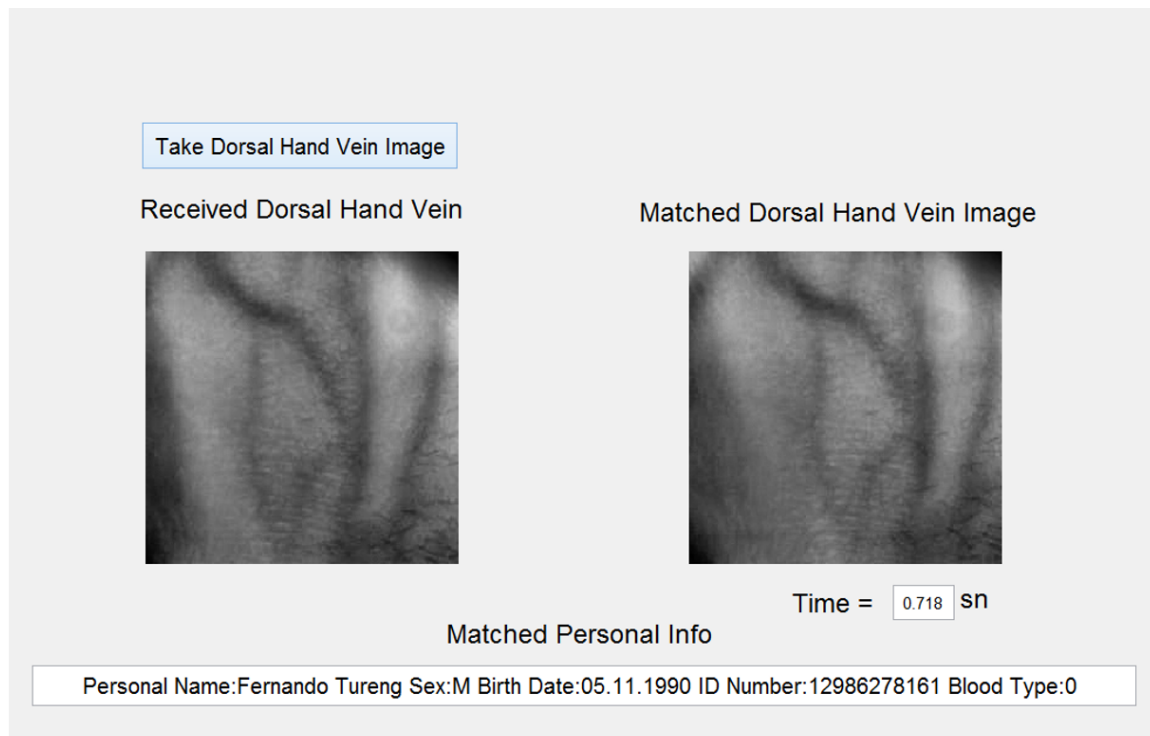 Take Dorsal Hand Vein Image
Received Dorsal Hand Vein
Matched Dorsal Hand Vein Image
Time = 0.718 sn
Matched Personal Info
Personal Name:Fernando Tureng Sex:M Birth Date:05.11.1990 ID Number:12986278161 Blood Type:0